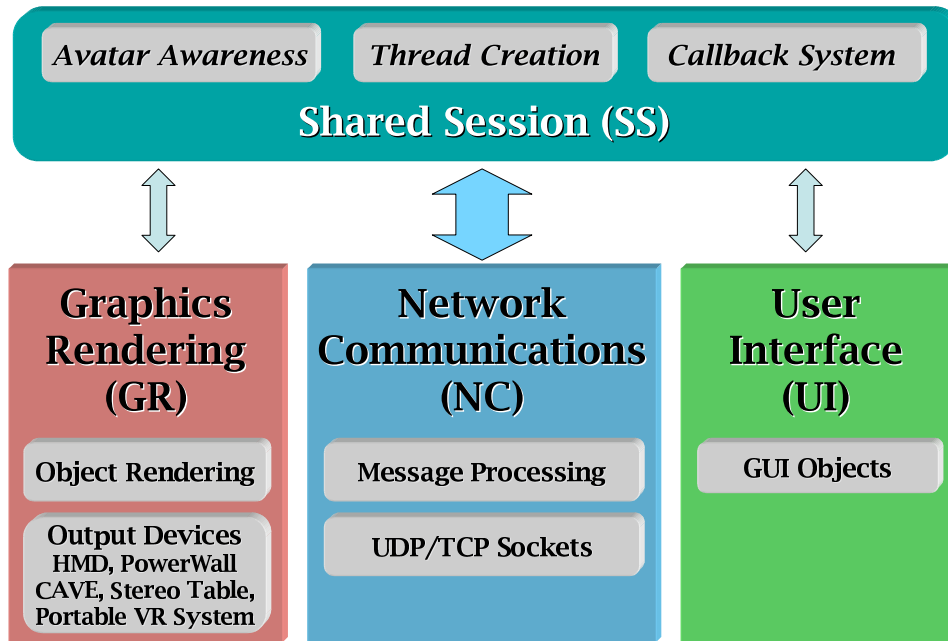 Avatar Awareness
Thread Creation
Callback System
Shared Session (SS)
Graphics
Rendering
(GR)
Object Rendering
Output Devices
HMD, PowerWall
CAVE, Stereo Table,
Portable VR System
Network
Communications
(NC)
Message Processing
UDP/TCP Sockets
User
Interface
(UI)
GUI Objects